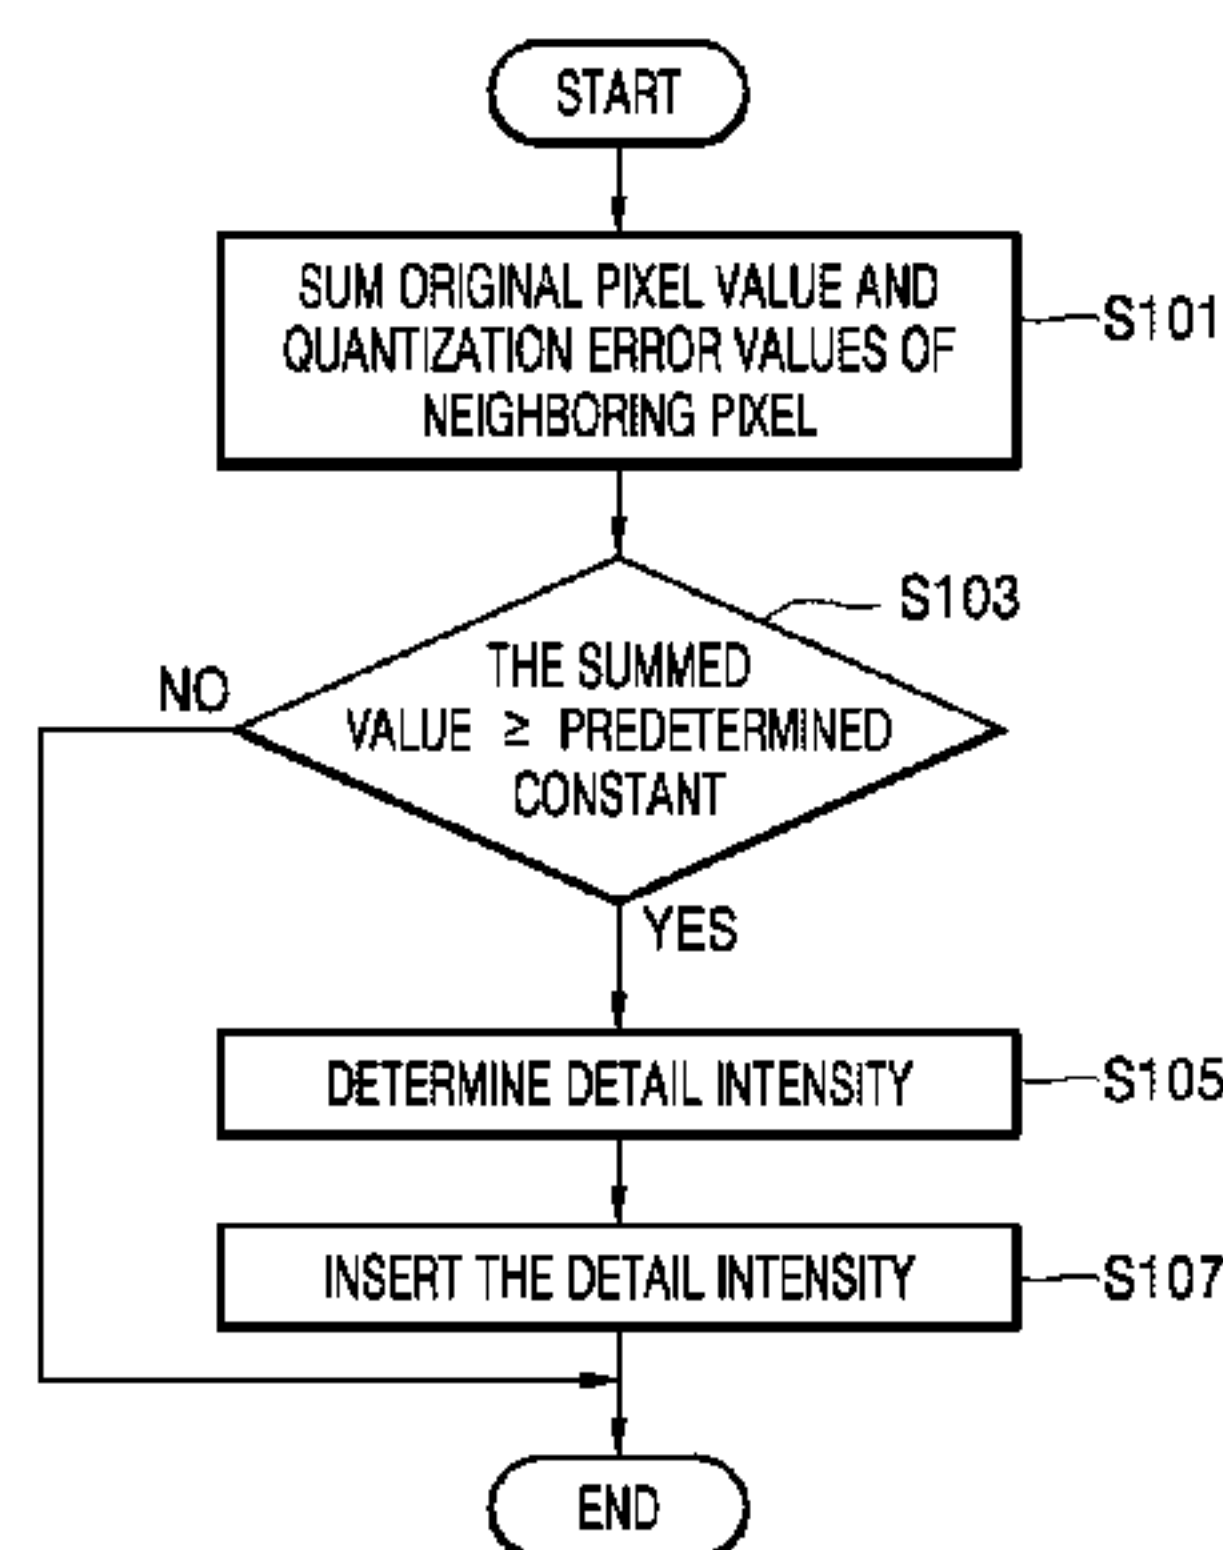 START
SUM ORIGINAL PIXEL VALUE AND
QUANTIZATION ERROR VALUES OF
NEIGHBORING PIXEL
S101
S103
THE SUMMED
VALUE ≥ PREDETERMINED
CONSTANT
NO
YES
DETERMINE DETAIL INTENSITY
S105
INSERT THE DETAIL INTENSITY
S107
END